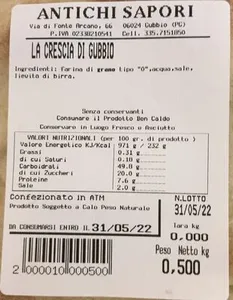 ANTICHI SAPORI
Via di Fonte Arcano, 66 06024 Gubbio (PG)
P.IVA 02330210541 Cell. 335.7151850
LA CRESCIA DI GUBBIO
Ingredienti: farina di grano tipo "0",acqua,sale,
lievito di birra.
Senza conservanti
Consumare il Prodotto Ben Caldo
Conservare in Luogo Fresco e Asciutto
VALORI NUTRIZIONALI (Per 100 gr. di prodotto)
Valore Energetico KJ/Kcal 971 g / 232 g
Grassi 0.31 g
di cui Saturi 0.18 g
Carboidrati 49.8 g
di cui Zuccheri 20.0 g
Proteine 7.6 g
Sale 2.0 g
Confezionato in ATM
Prodotto Soggetto a Calo Peso Naturale
DA CONSUMARSI ENTRO IL 31/05/22
N.LOTTO
31/05/22
tara kg
0,000
Peso Netto kg
0,500
2 000010 000500